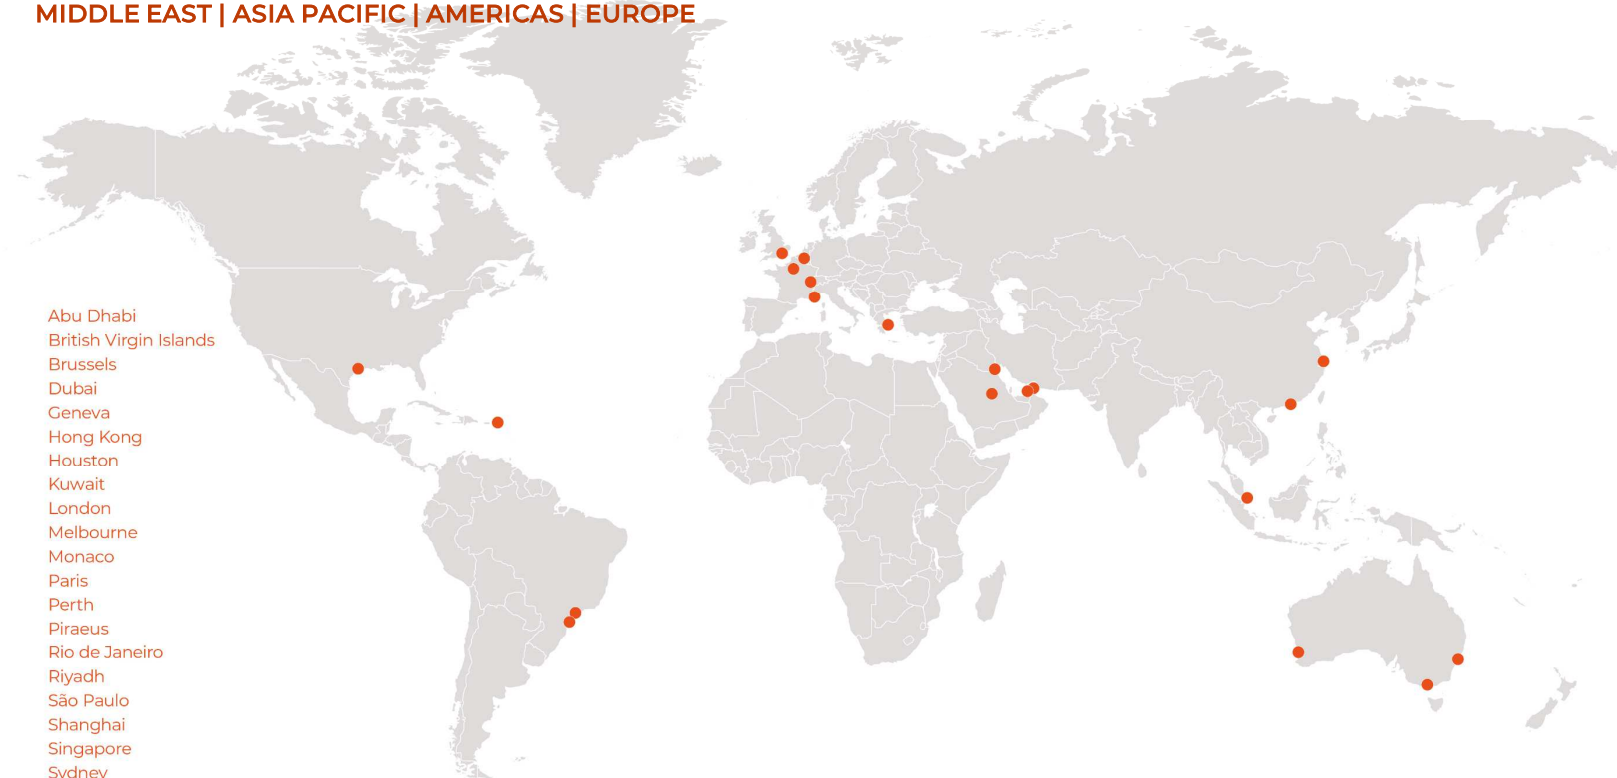 MIDDLE EAST | ASIA PACIFIC | AMERICAS | EUROPE
Abu Dhabi
British Virgin Islands
Brussels
Dubai
Geneva
Hong Kong
Houston
Kuwait
London
Melbourne
Monaco
Paris
Perth
Piraeus
Rio de Janeiro
Riyadh
São Paulo
Shanghai
Singapore
Sydney